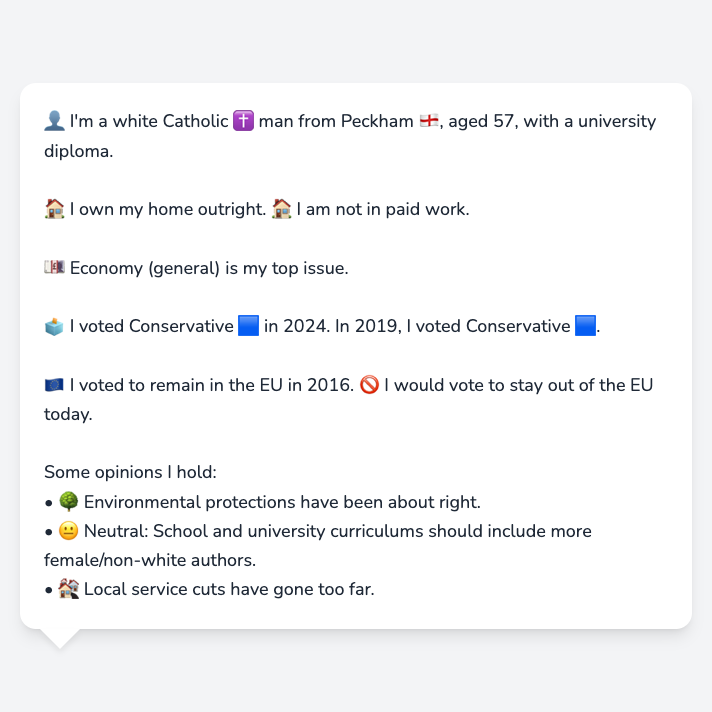 👤 I'm a white Catholic ✝️ man from Peckham 🏴󠁧󠁢󠁥󠁮󠁧󠁿, aged 57, with a university
diploma.
🏠 I own my home outright. 🏠 I am not in paid work.
💷 Economy (general) is my top issue.
🗳️ I voted Conservative 🟦 in 2024. In 2019, I voted Conservative 🟦.
🇪🇺 I voted to remain in the EU in 2016. 🚫 I would vote to stay out of the EU
today.
Some opinions I hold:
• 🌳 Environmental protections have been about right.
• 😐 Neutral: School and university curriculums should include more
female/non-white authors.
• 🏚️ Local service cuts have gone too far.